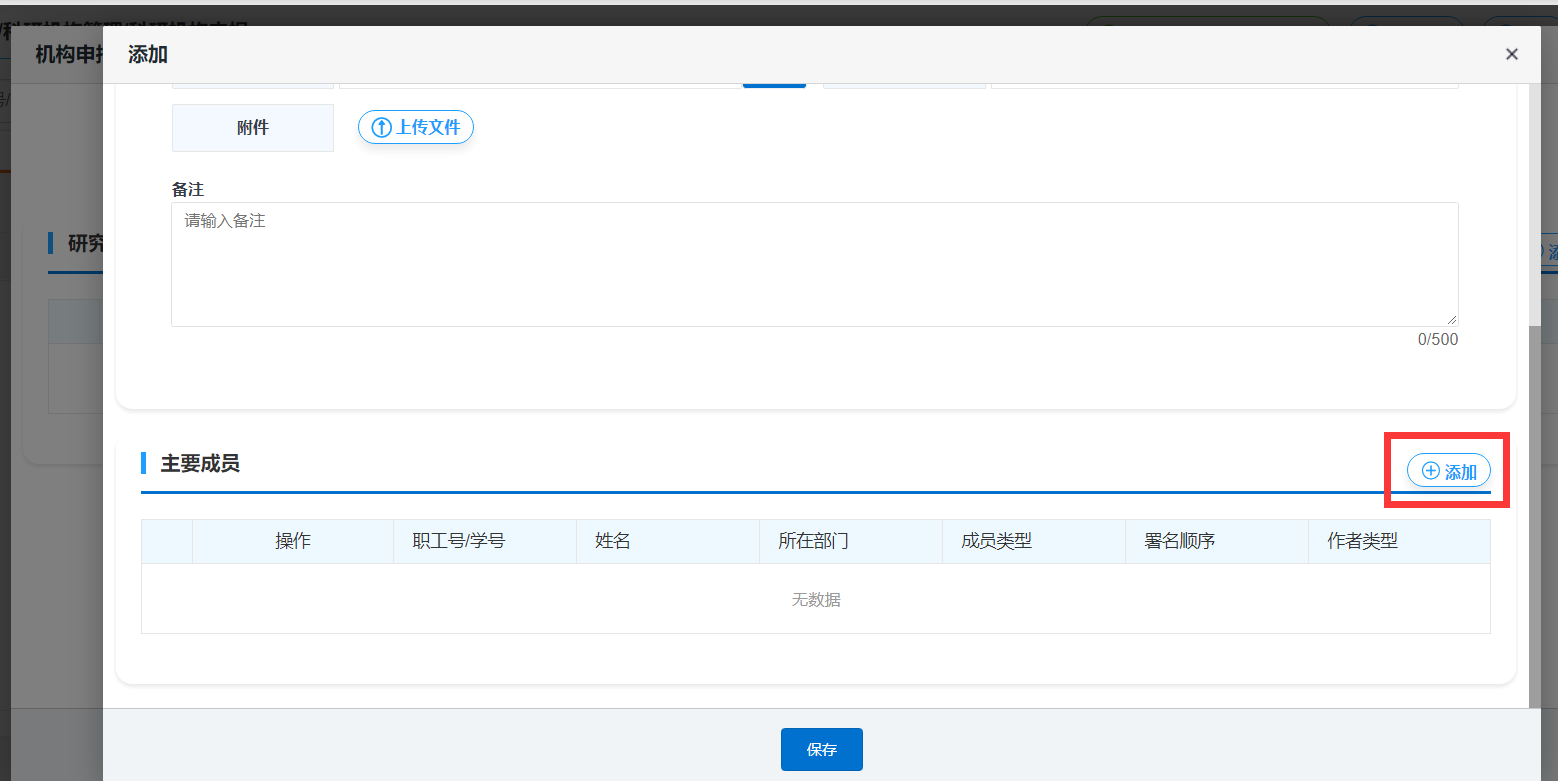 机构申报
添加
附件
上传文件
备注
请输入备注
0/500
研究
主要成员
添加
操作 职工号/学号 姓名 所在部门 成员类型 署名顺序 作者类型
无数据
保存